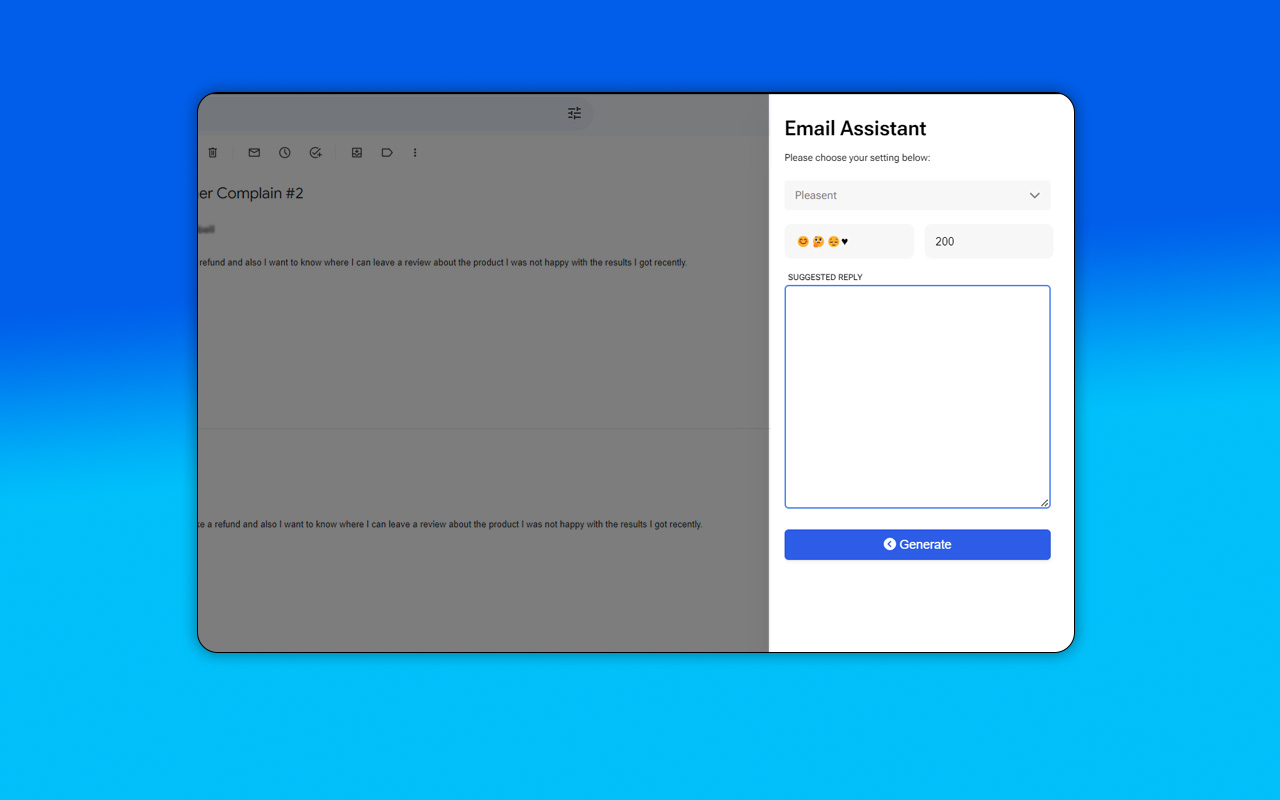 er Complain #2
refund and also I want to know where I can leave a review about the product I was not happy with the results I got recently.
ke a refund and also I want to know where I can leave a review about the product I was not happy with the results I got recently.
Email Assistant
Please choose your setting below:
Pleasent
😊🤔😔♥
200
SUGGESTED REPLY
Generate